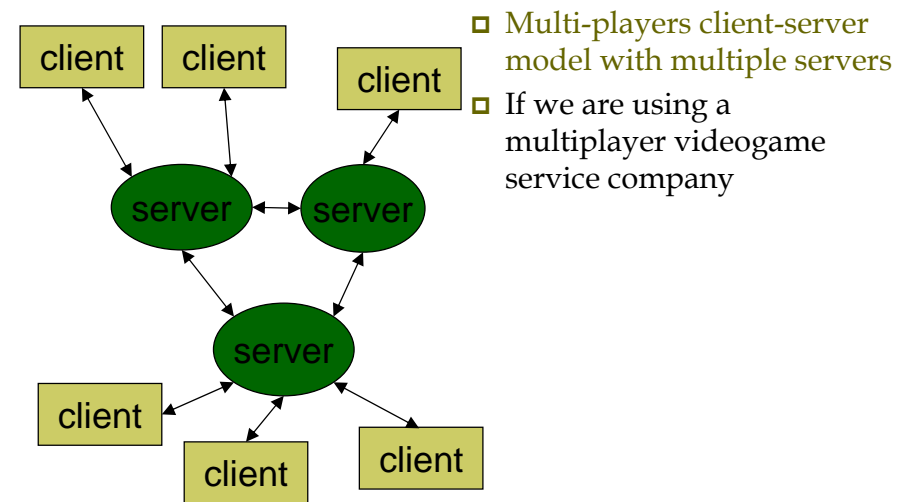 client
client
client
server
server
server
client
client
client
Multi-players client-server
model with multiple servers
If we are using a
multiplayer videogame
service company